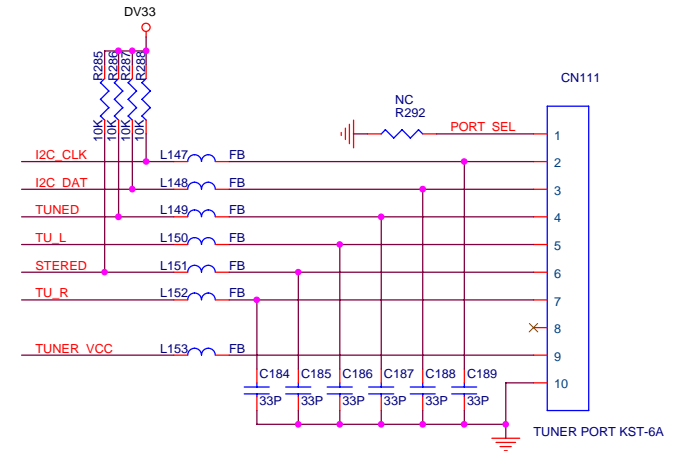 DV33
R285
R286
R287
R288
10K
10K
10K
10K
CN111
NC
R292
PORT_SEL
1
I2C_CLK
L147
FB
2
I2C_DAT
L148
FB
3
TUNED
L149
FB
4
TU_L
L150
FB
5
STERED
L151
FB
6
TU_R
L152
FB
7
8
TUNER_VCC
L153
FB
9
C184
C185
C186
C187
C188
C189
10
33P
33P
33P
33P
33P
33P
TUNER PORT KST-6A